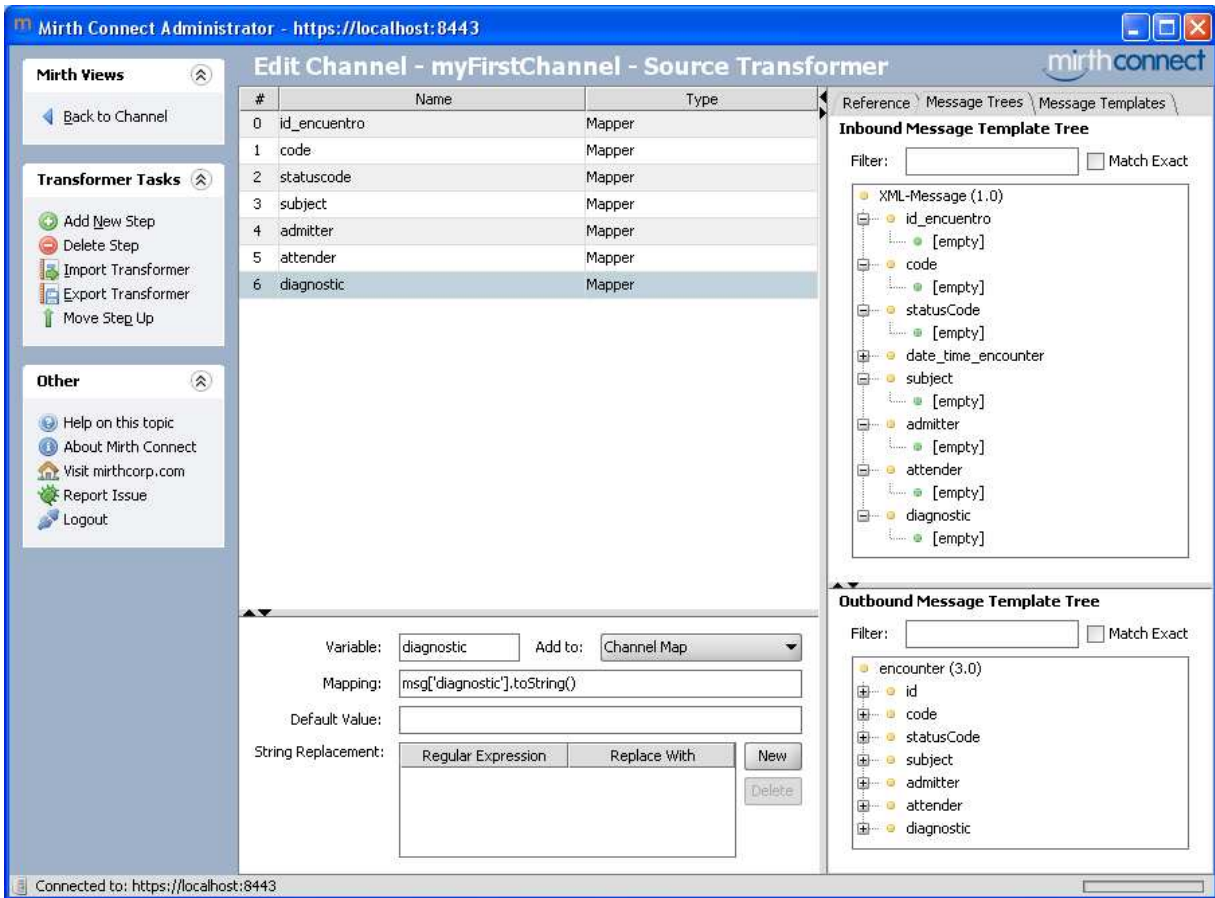 Mirth Connect Administrator - https://localhost:8443
Mirth Views
Back to Channel
Transformer Tasks
Add New Step
Delete Step
Import Transformer
Export Transformer
Move Step Up
Other
Help on this topic
About Mirth Connect
Visit mirthcorp.com
Report Issue
Logout
Edit Channel - myFirstChannel - Source Transformer
mirthconnect
# Name Type
0 id_encuentro Mapper
1 code Mapper
2 statuscode Mapper
3 subject Mapper
4 admitter Mapper
5 attender Mapper
6 diagnostic Mapper
Variable: diagnostic Add to: Channel Map
Mapping: msg['diagnostic'].toString()
Default Value:
String Replacement: Regular Expression Replace With New
Delete
Reference Message Trees Message Templates
Inbound Message Template Tree
Filter: Match Exact
XML-Message (1.0)
id_encuentro
[empty]
code
[empty]
statusCode
[empty]
date_time_encounter
subject
[empty]
admitter
[empty]
attender
[empty]
diagnostic
[empty]
Outbound Message Template Tree
Filter: Match Exact
encounter (3.0)
id
code
statusCode
subject
admitter
attender
diagnostic
Connected to: https://localhost:8443